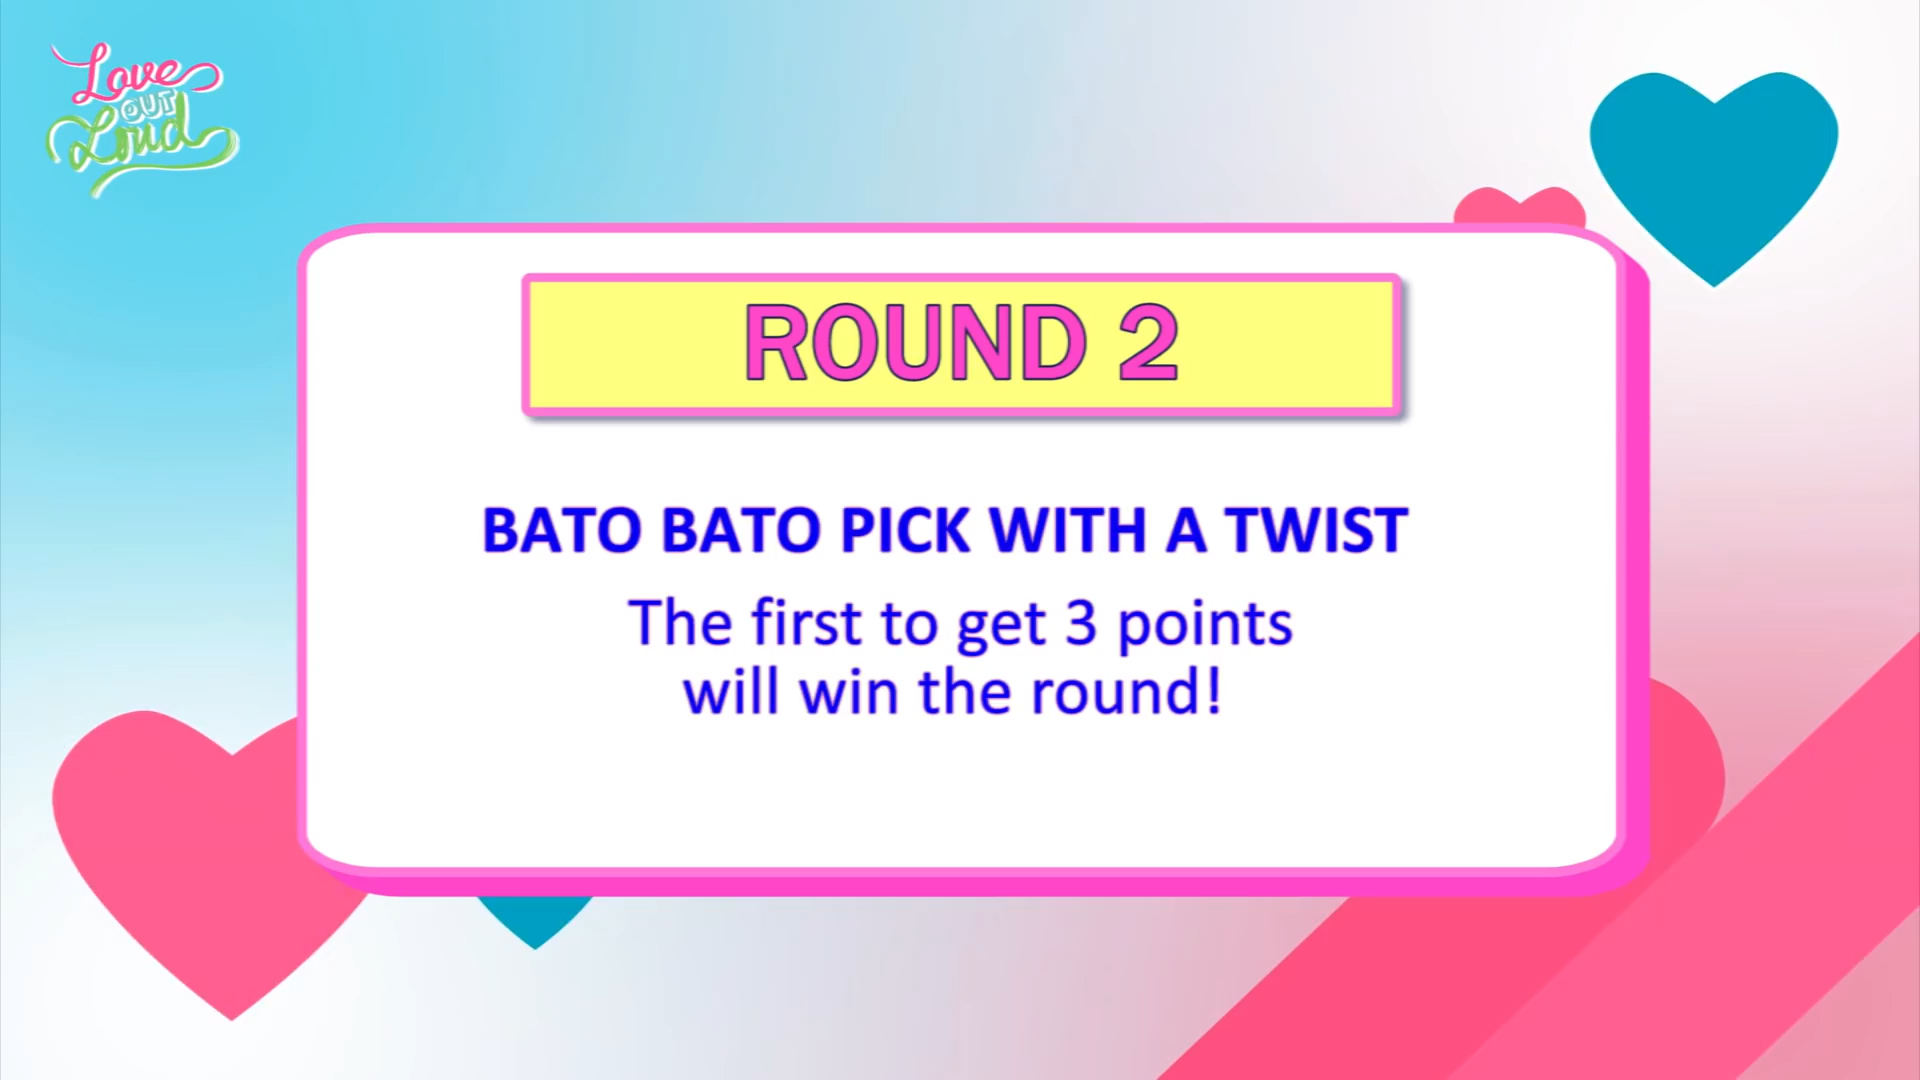 Love
OUT
Loud
ROUND 2
BATO BATO PICK WITH A TWIST
The first to get 3 points
will win the round!